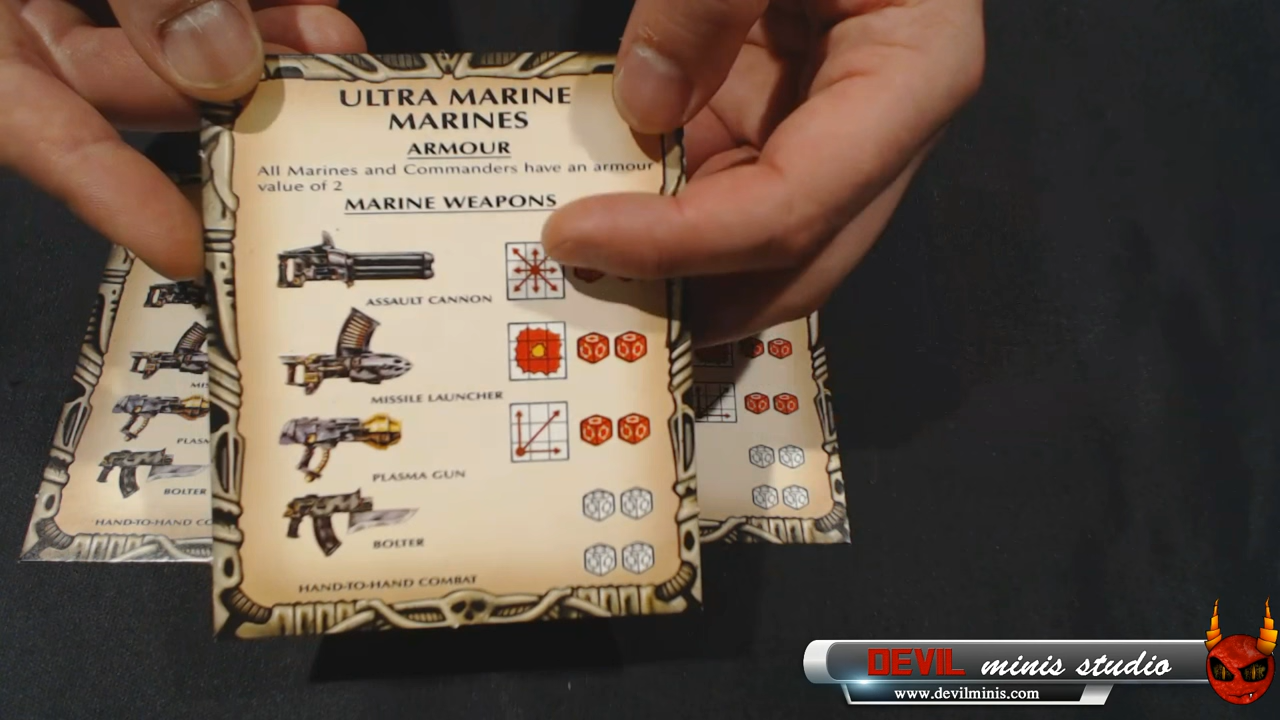 ULTRA MARINE
MARINES
ARMOUR
All Marines and Commanders have an armour
value of 2
MARINE WEAPONS
ASSAULT CANNON
MISSILE LAUNCHER
PLASMA GUN
BOLTER
BOLTER
HAND-TO-HAND CO
HAND-TO-HAND COMBAT
DEVIL minis studio
www.devilminis.com